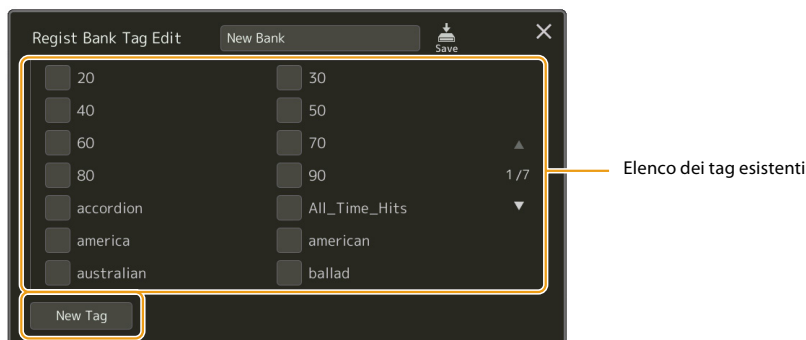 Regist Bank Tag Edit New Bank Save
20 30
40 50
60 70
80 90 1/7
accordion All_Time_Hits
america american
australian ballad
New Tag
Elenco dei tag esistenti